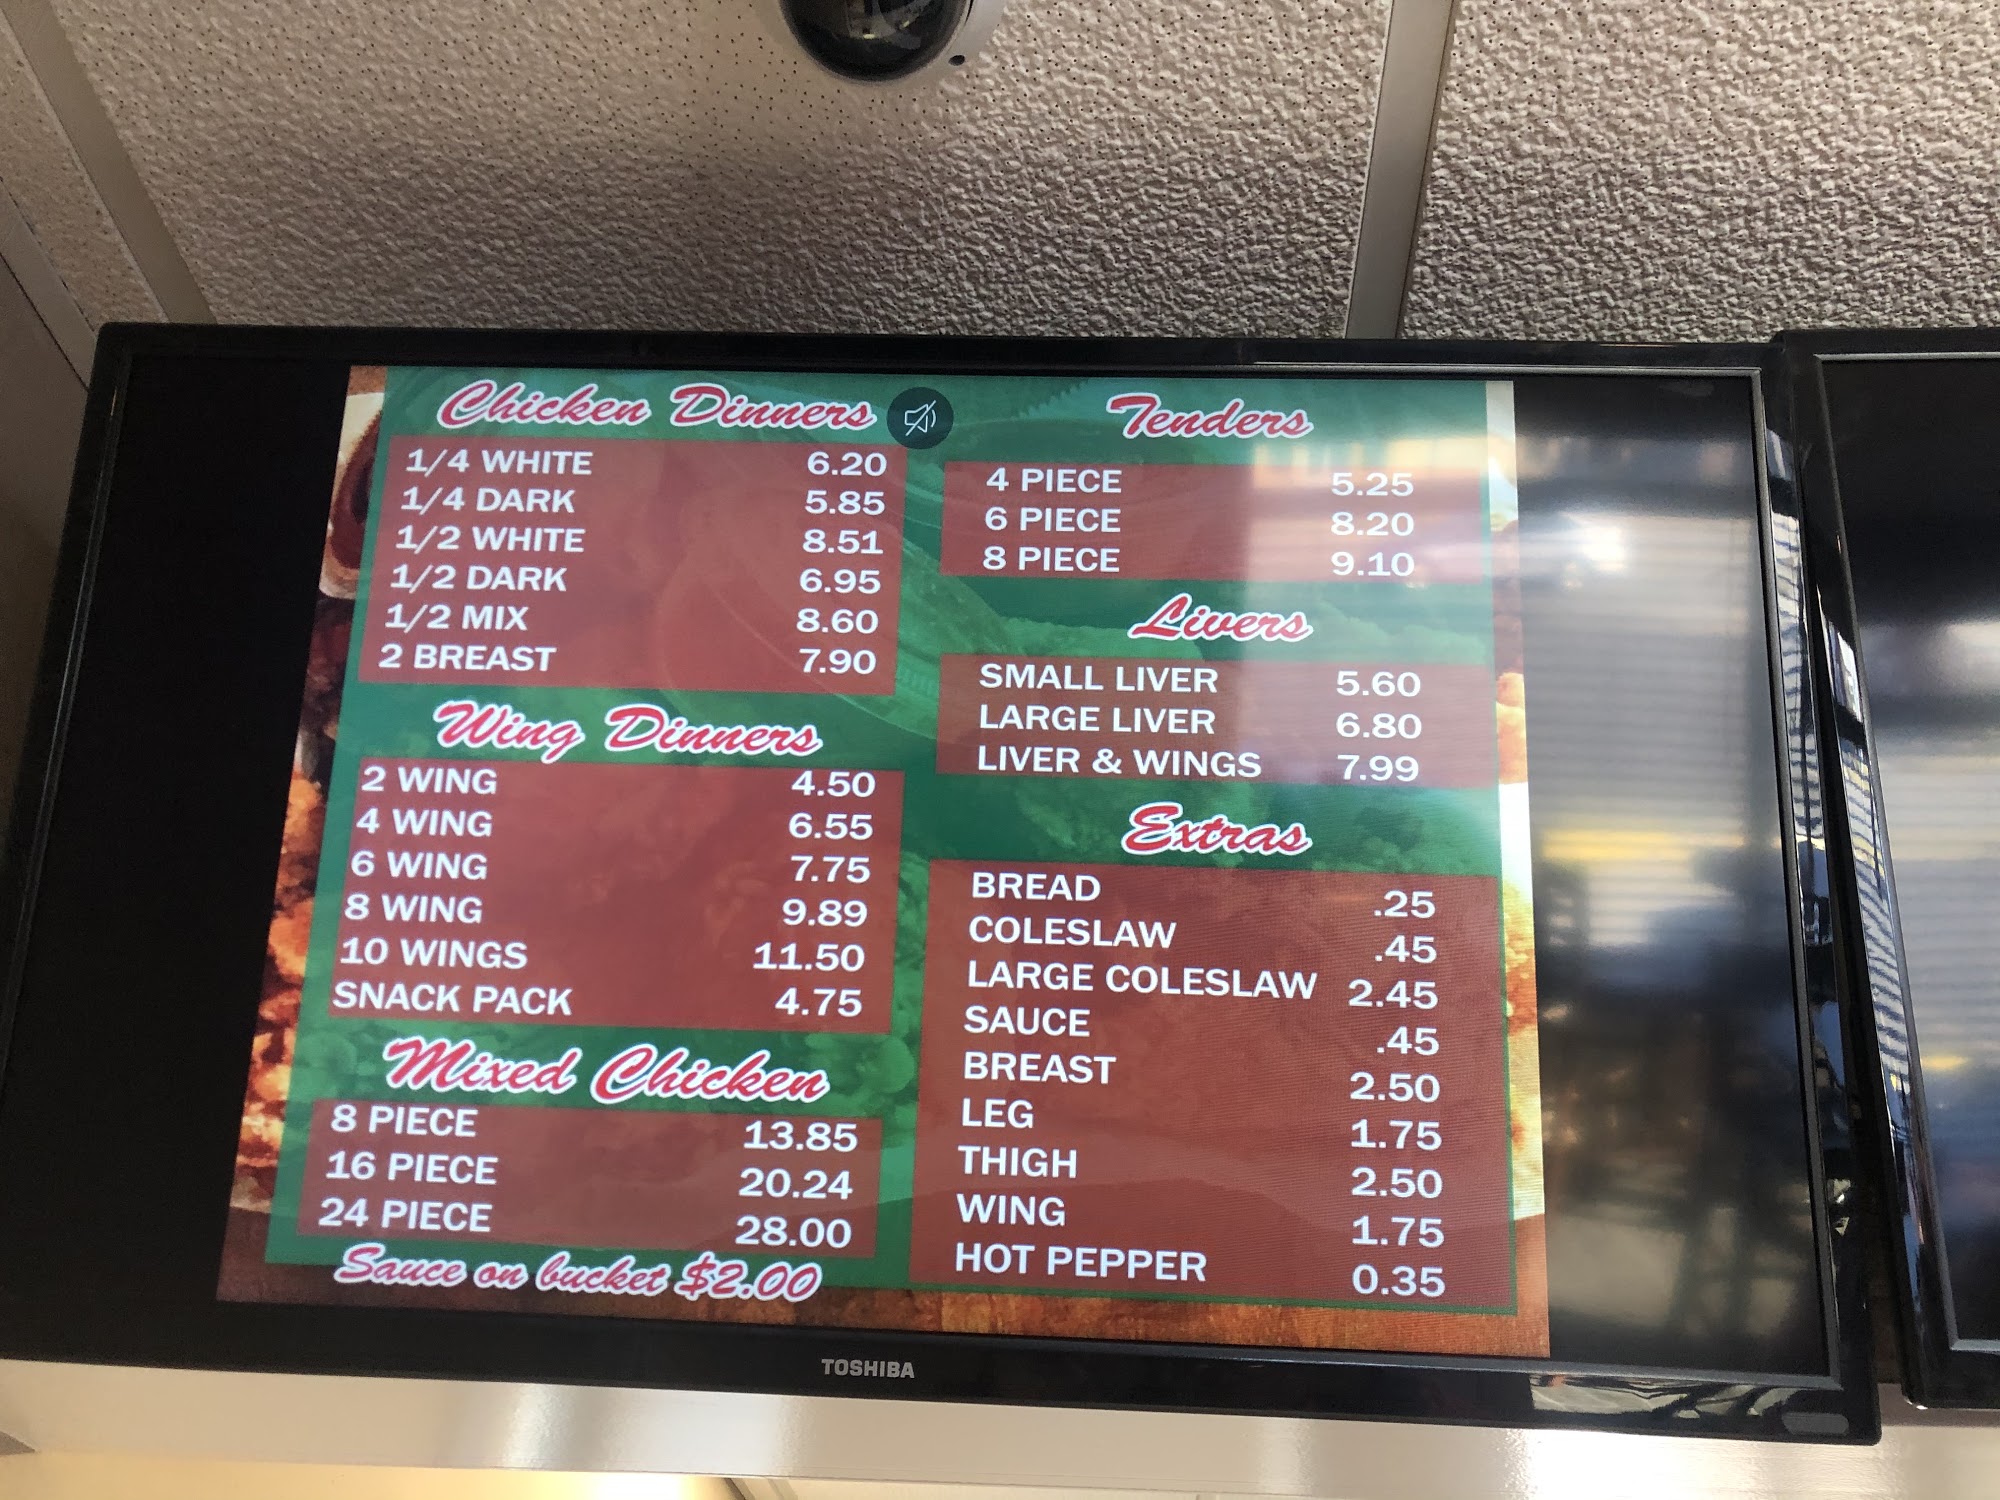 Chicken Dinners
1/4 WHITE 6.20
1/4 DARK 5.85
1/2 WHITE 8.51
1/2 DARK 6.95
1/2 MIX 8.60
2 BREAST 7.90
Wing Dinners
2 WING 4.50
4 WING 6.55
6 WING 7.75
8 WING 9.89
10 WINGS 11.50
SNACK PACK 4.75
Mixed Chicken
8 PIECE 13.85
16 PIECE 20.24
24 PIECE 28.00
Sauce on bucket $2.00
Tenders
4 PIECE 5.25
6 PIECE 8.20
8 PIECE 9.10
Livers
SMALL LIVER 5.60
LARGE LIVER 6.80
LIVER & WINGS 7.99
Extras
BREAD .25
COLESLAW .45
LARGE COLESLAW 2.45
SAUCE .45
BREAST 2.50
LEG 1.75
THIGH 2.50
WING 1.75
HOT PEPPER 0.35
TOSHIBA